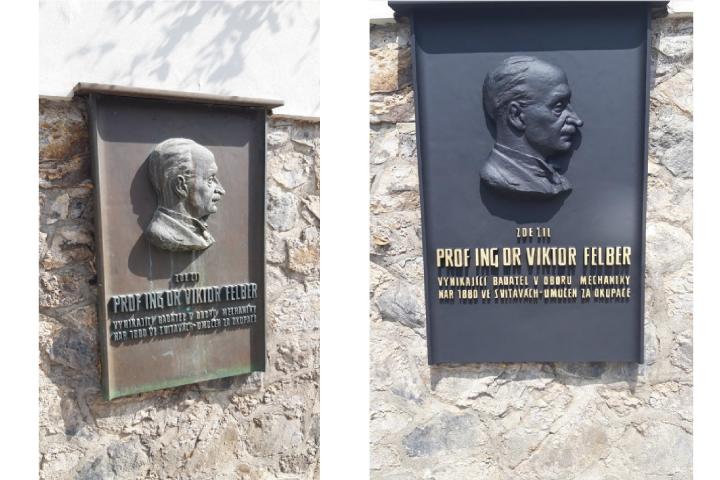 ZDE ŽIL
PROF ING DR VIKTOR FELBER
VYNIKAJÍCÍ BADATEL V OBORU MECHANIKY
NAR 1880 VE SVITAVÁCH-UMUČEN ZA OKUPACE
ZDE ŽIL
PROF ING DR VIKTOR FELBER
VYNIKAJÍCÍ BADATEL V OBORU MECHANIKY
NAR 1880 VE SVITAVÁCH-UMUČEN ZA OKUPACE